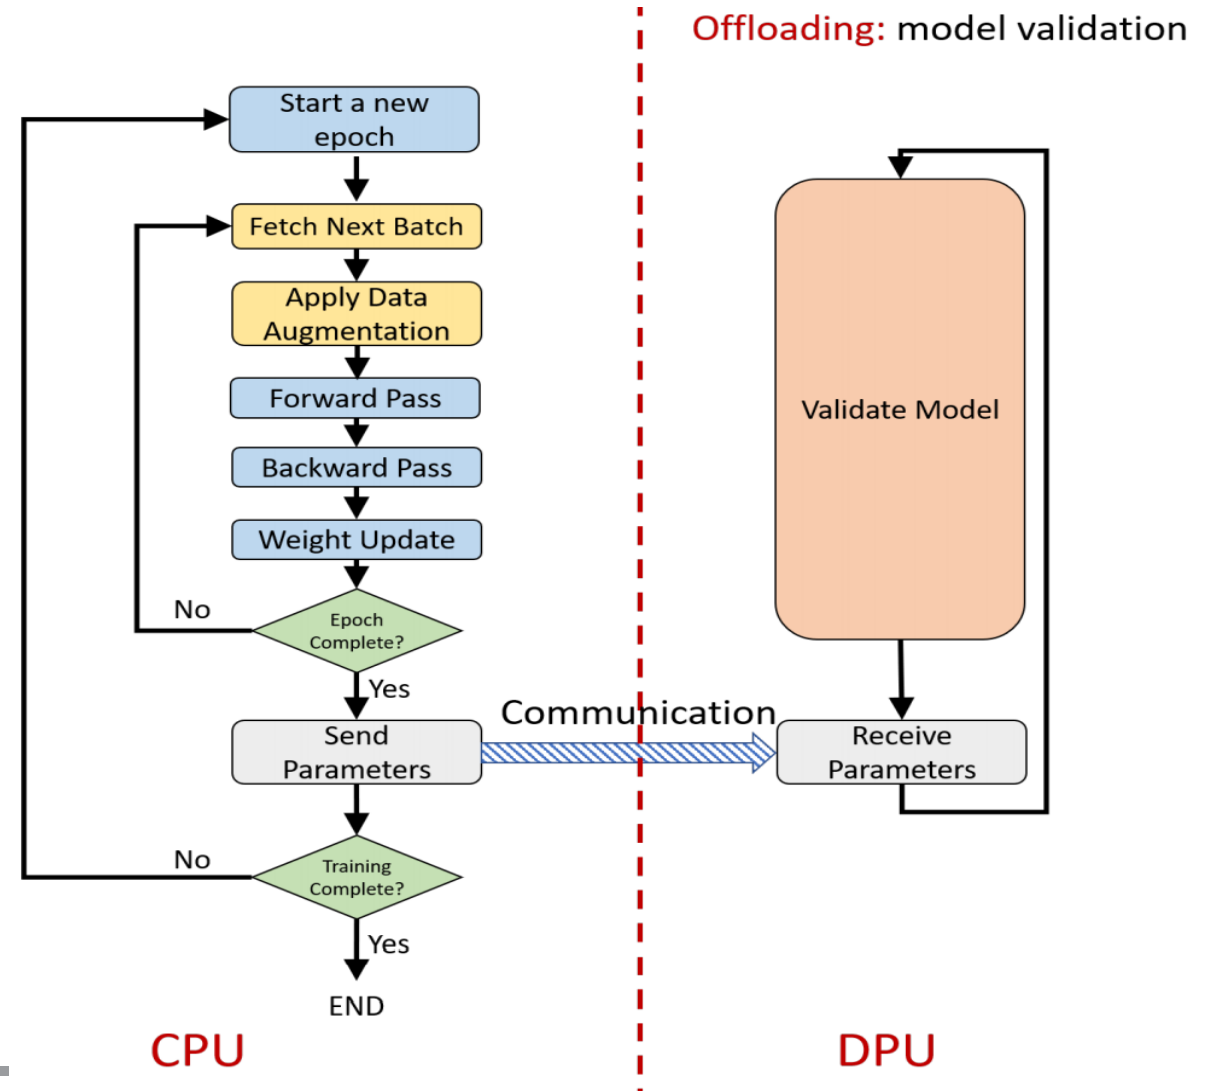 Offloading: model validation
Start a new
epoch
Fetch Next Batch
Apply Data
Augmentation
Forward Pass
Backward Pass
Weight Update
No
Epoch
Complete?
Yes
Send
Parameters
Communication
No
Training
Complete?
Yes
END
CPU
Validate Model
Receive
Parameters
DPU